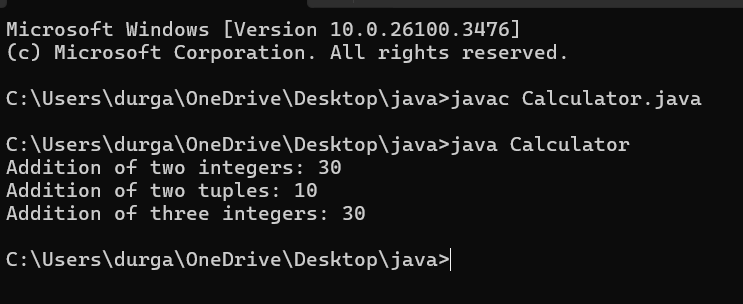 Microsoft Windows [Version 10.0.26100.3476]
(c) Microsoft Corporation. All rights reserved.
C:\Users\durga\OneDrive\Desktop\java>javac Calculator.java
C:\Users\durga\OneDrive\Desktop\java>java Calculator
Addition of two integers: 30
Addition of two tuples: 10
Addition of three integers: 30
C:\Users\durga\OneDrive\Desktop\java>